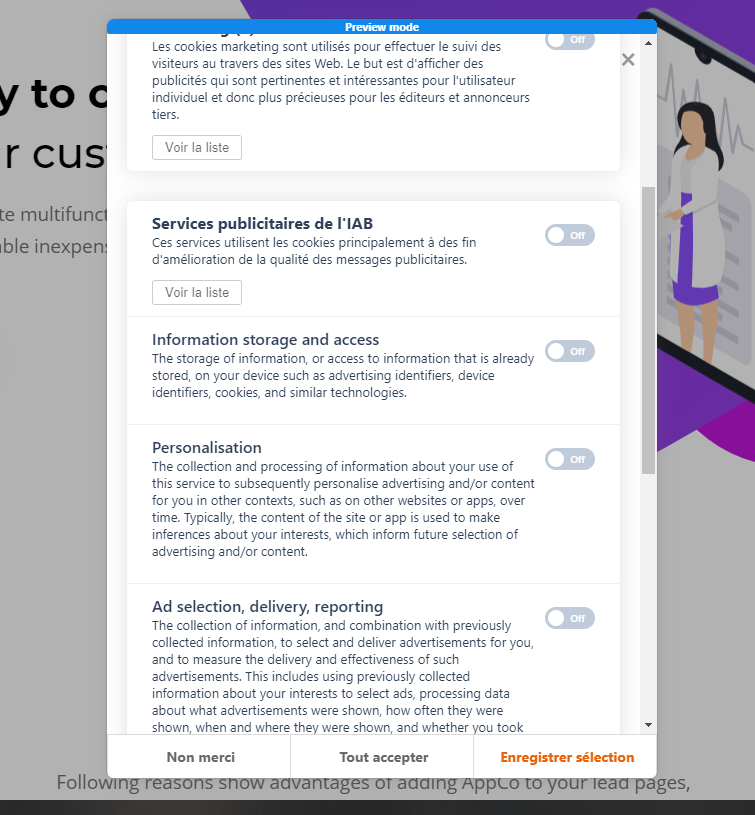 Preview mode
Les cookies marketing sont utilisés pour effectuer le suivi des
visiteurs au travers des sites Web. Le but est d'afficher des
publicités qui sont pertinentes et intéressantes pour l'utilisateur
individuel et donc plus précieuses pour les éditeurs et annonceurs
tiers.
Off
Voir la liste
Services publicitaires de l'IAB
Off
Ces services utilisent les cookies principalement à des fin
d'amélioration de la qualité des messages publicitaires.
Voir la liste
Information storage and access
Off
The storage of information, or access to information that is already
stored, on your device such as advertising identifiers, device
identifiers, cookies, and similar technologies.
Personalisation
Off
The collection and processing of information about your use of
this service to subsequently personalise advertising and/or content
for you in other contexts, such as on other websites or apps, over
time. Typically, the content of the site or app is used to make
inferences about your interests, which inform future selection of
advertising and/or content.
Ad selection, delivery, reporting
Off
The collection of information, and combination with previously
collected information, to select and deliver advertisements for you,
and to measure the delivery and effectiveness of such
advertisements. This includes using previously collected
information about your interests to select ads, processing data
about what advertisements were shown, how often they were
shown, when and where they were shown, and whether you took
Non merci
Tout accepter
Enregistrer sélection
y to
r
te
Following reasons show advantages of adding AppCo to your lead pages,